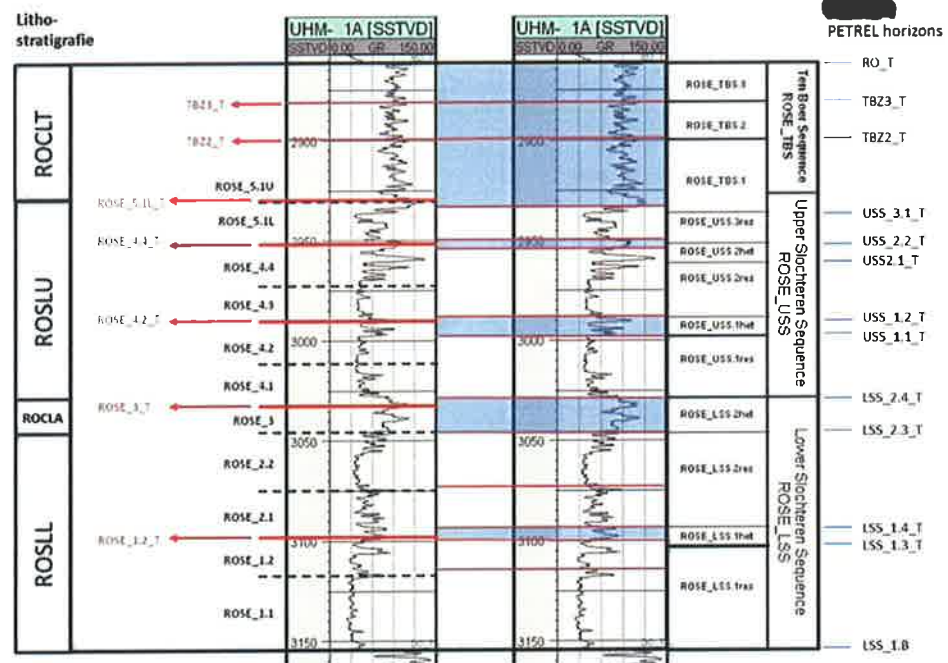 Litho-
stratigrafie
UHM- 1A [SSTVD]
SSTVD 0.00 GR 150.00
UHM- 1A [SSTVD]
SSTVD 0.00 GR 150.00
PETREL horizons
ROCLT
ROSLU
ROCLA
ROSLL
TBZ3_T
TBZ2_T
ROSE_5.1L_T
ROSE_4.4_T
ROSE_4.2_T
ROSE_3_T
ROSE_1.2_T
ROSE_5.1U
ROSE_5.1L
ROSE_4.4
ROSE_4.3
ROSE_4.2
ROSE_4.1
ROSE_3
ROSE_2.2
ROSE_2.1
ROSE_1.2
ROSE_1.1
2900
2950
3000
3050
3100
3150
2900
2950
3000
3050
3100
3150
ROSE_TBS.3
ROSE_TBS.2
ROSE_TBS.1
ROSE_USS.3res
ROSE_USS.2het
ROSE_USS.2res
ROSE_USS.1het
ROSE_USS.1res
ROSE_LSS.2het
ROSE_LSS.2res
ROSE_LSS.1het
ROSE_LSS.1res
Ten Boer Sequence
ROSE_TBS
Upper Slochteren Sequence
ROSE_USS
Lower Slochteren Sequence
ROSE_LSS
RO_T
TBZ3_T
TBZ2_T
USS_3.1_T
USS_2.2_T
USS2.1_T
USS_1.2_T
USS_1.1_T
LSS_2.4_T
LSS_2.3_T
LSS_1.4_T
LSS_1.3_T
LSS_1.B